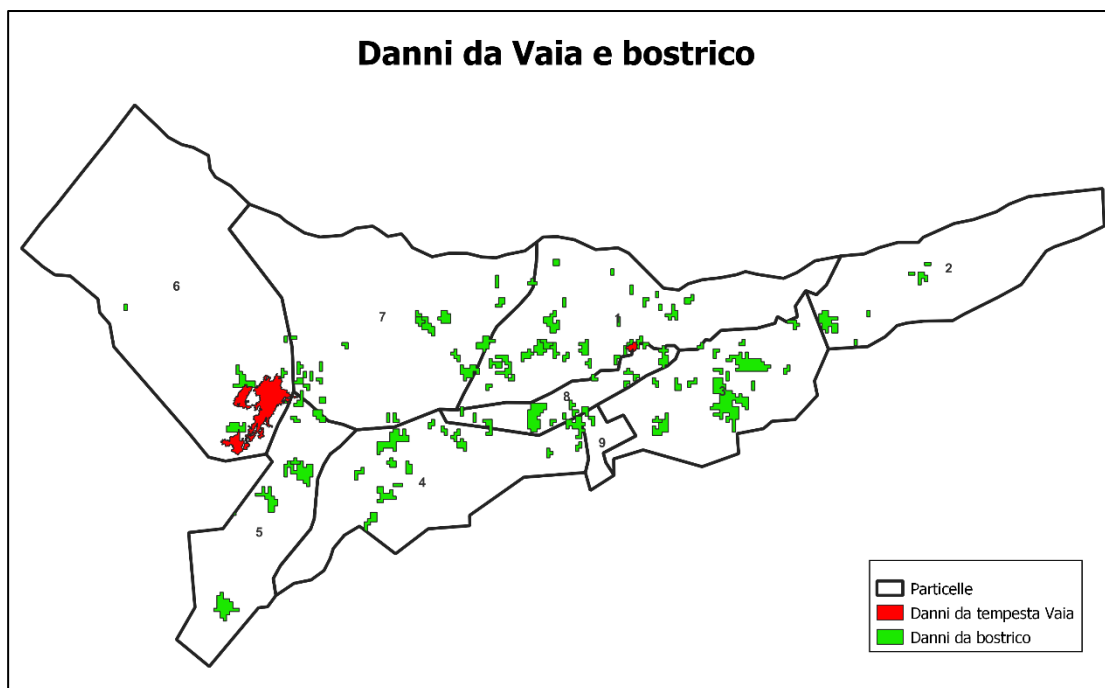 Danni da Vaia e bostrico
2
6
7
1
3
8
9
4
5
Particelle
Danni da tempesta Vaia
Danni da bostrico